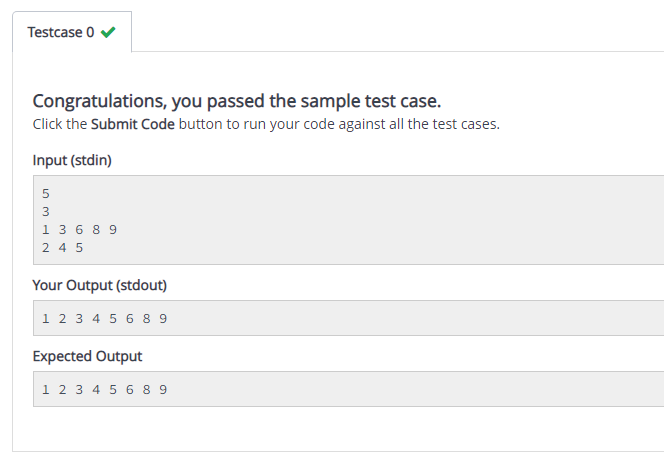 Testcase 0
Congratulations, you passed the sample test case.
Click the Submit Code button to run your code against all the test cases.
Input (stdin)
5
3
1 3 6 8 9
2 4 5
Your Output (stdout)
1 2 3 4 5 6 8 9
Expected Output
1 2 3 4 5 6 8 9